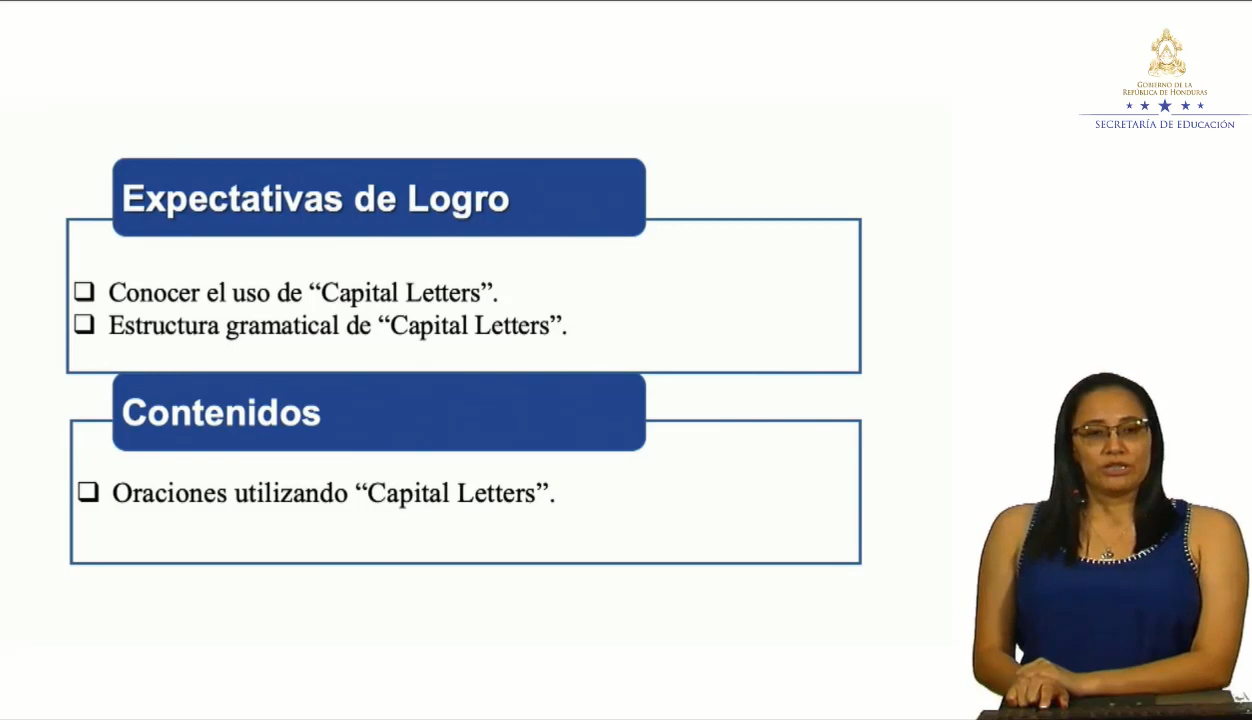 GOBIERNO DE LA
REPÚBLICA DE HONDURAS
SECRETARÍA DE EDUCACIÓN
Expectativas de Logro
Conocer el uso de “Capital Letters”.
Estructura gramatical de “Capital Letters”.
Contenidos
Oraciones utilizando “Capital Letters”.